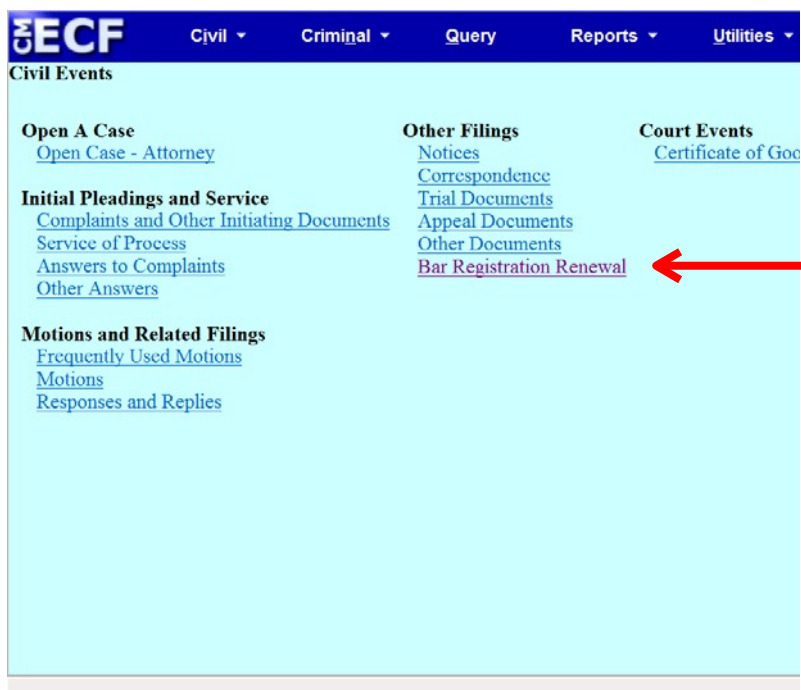 CM ECF Civil Criminal Query Reports Utilities
Civil Events
Open A Case
Open Case - Attorney
Initial Pleadings and Service
Complaints and Other Initiating Documents
Service of Process
Answers to Complaints
Other Answers
Motions and Related Filings
Frequently Used Motions
Motions
Responses and Replies
Other Filings
Notices
Correspondence
Trial Documents
Appeal Documents
Other Documents
Bar Registration Renewal
Court Events
Certificate of Goo